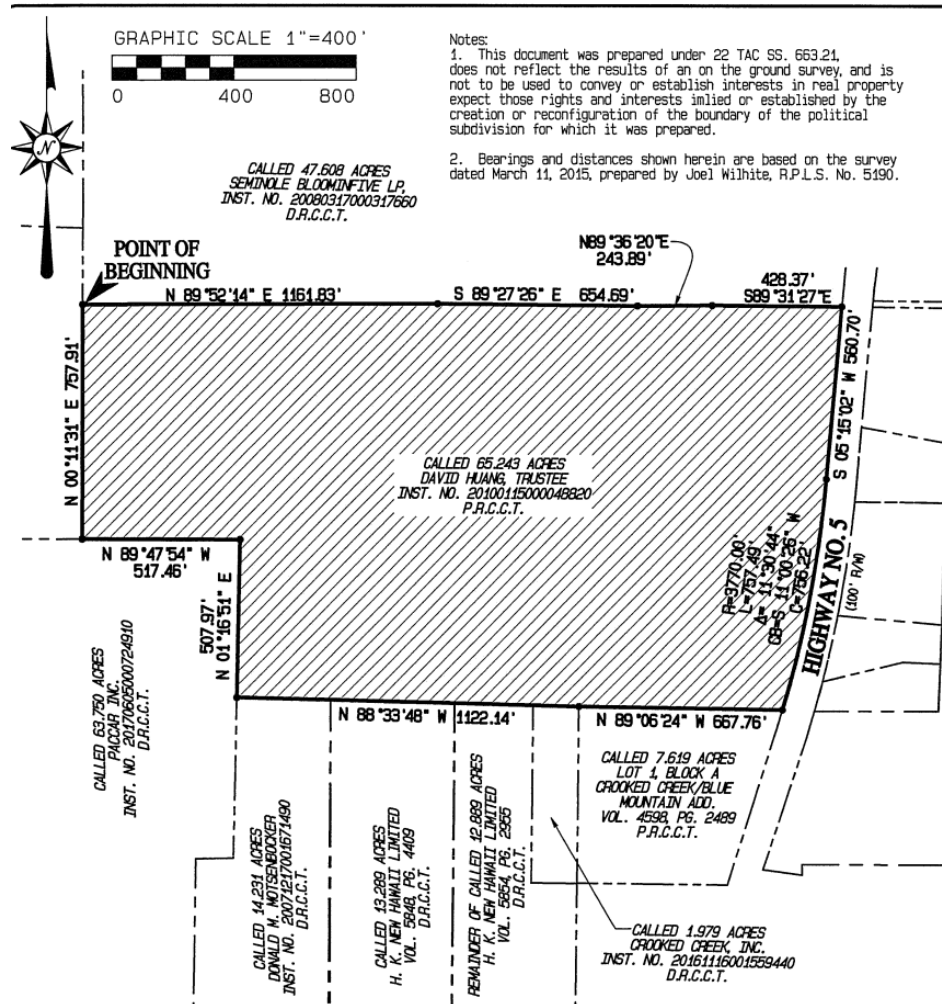 GRAPHIC SCALE 1"=400'
0 400 800
Notes:
1. This document was prepared under 22 TAC SS. 663.21,
does not reflect the results of an on the ground survey, and is
not to be used to convey or establish interests in real property
expect those rights and interests imlied or established by the
creation or reconfiguration of the boundary of the political
subdivision for which it was prepared.
2. Bearings and distances shown herein are based on the survey
dated March 11, 2015, prepared by Joel Wilhite, R.P.L.S. No. 5190.
N
CALLED 47.608 ACRES
SEMINOLE BLOOMINFIVE LP,
INST. NO. 20080317000317660
D.R.C.C.T.
POINT OF
BEGINNING
N 89°52'14" E 1161.83'
S 89°27'26" E 654.69'
N89°36'20"E
243.89'
428.37'
S89°31'27"E
N 00°11'31" E 757.91'
S 05°15'02" W 560.70'
CALLED 65.243 ACRES
DAVID HUANG, TRUSTEE
INST. NO. 20100115000048820
P.R.C.C.T.
R=3770.00'
L=757.49'
Δ= 11°30'44"
CB=S 11°00'26" W
C=756.22'
HIGHWAY NO. 5
(100' R/W)
N 89°47'54" W
517.46'
507.97'
N 01°16'51" E
N 88°33'48" W 1122.14'
N 89°06'24" W 667.76'
CALLED 63.750 ACRES
PACCAR INC.
INST. NO. 20170605000724910
D.R.C.C.T.
CALLED 14.231 ACRES
DONALD M. MOTSENBOCKER
INST. NO. 20071217001671490
D.R.C.C.T.
CALLED 13.289 ACRES
H. K. NEW HAWAII LIMITED
VOL. 5848, PG. 4409
D.R.C.C.T.
REMAINDER OF CALLED 12.889 ACRES
H. K. NEW HAWAII LIMITED
VOL. 5854, PG. 2955
D.R.C.C.T.
CALLED 7.619 ACRES
LOT 1, BLOCK A
CROOKED CREEK/BLUE
MOUNTAIN ADD.
VOL. 4598, PG. 2489
P.R.C.C.T.
CALLED 1.979 ACRES
CROOKED CREEK, INC.
INST. NO. 20161116001559440
D.R.C.C.T.